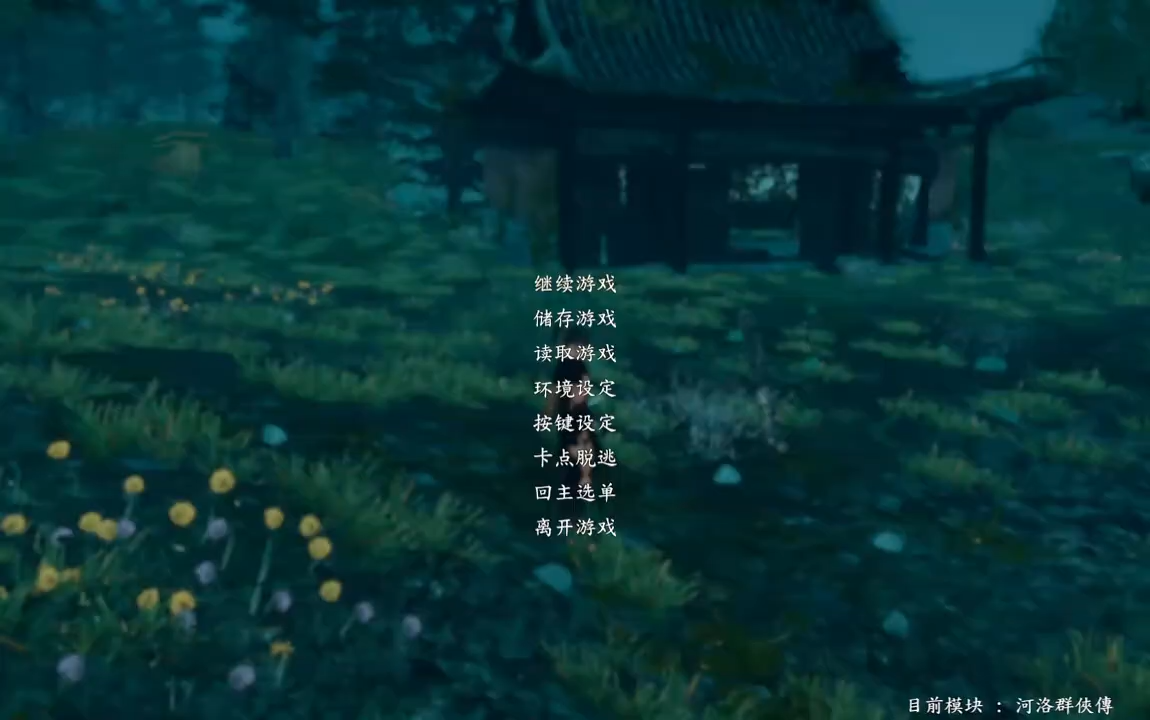 继续游戏
储存游戏
读取游戏
环境设定
按键设定
卡点脱逃
回主选单
离开游戏
目前模块 ： 河洛群俠傳